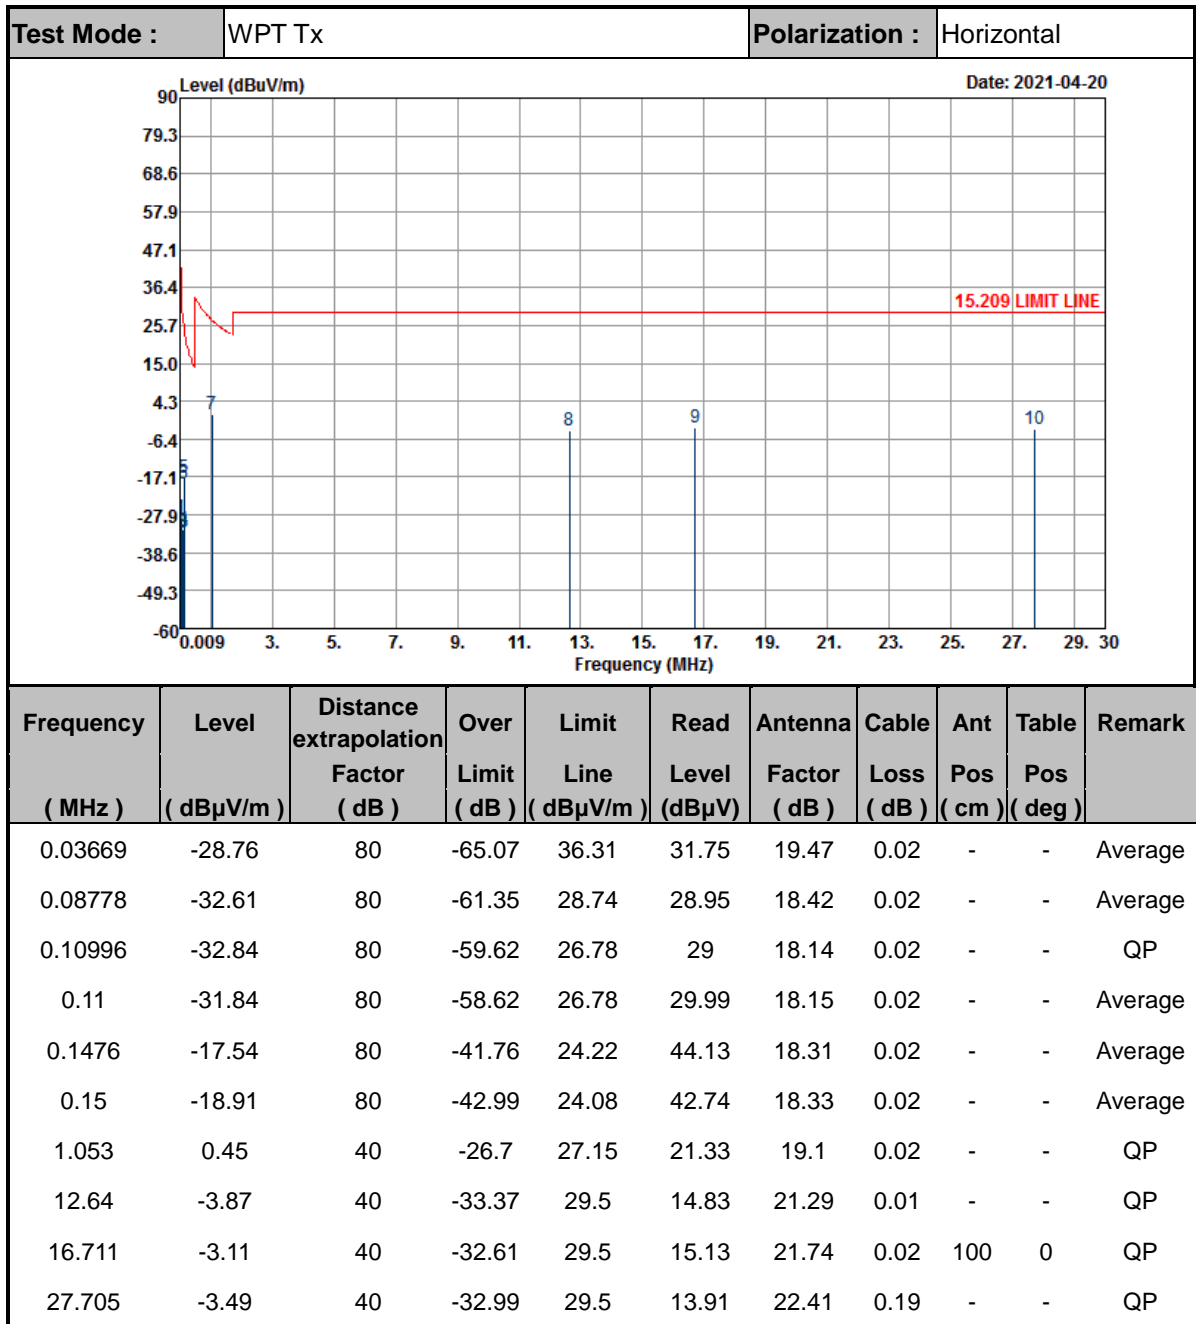 Test Mode : WPT Tx Polarization : Horizontal
Level (dBuV/m) Date: 2021-04-20
90
79.3
68.6
57.9
47.1
36.4
15.209 LIMIT LINE
25.7
15.0
4.3
7
8
9
10
-6.4
5
-17.1
-27.9
-38.6
-49.3
-60
0.009 3. 5. 7. 9. 11. 13. 15. 17. 19. 21. 23. 25. 27. 29. 30
Frequency (MHz)
Frequency Level Distance extrapolation Over Limit Read Antenna Cable Ant Table Remark
Factor Limit Line Level Factor Loss Pos Pos
( MHz ) ( dBµV/m ) ( dB ) ( dB ) ( dBµV/m ) (dBµV) ( dB ) ( dB ) ( cm ) ( deg )
0.03669 -28.76 80 -65.07 36.31 31.75 19.47 0.02 - - Average
0.08778 -32.61 80 -61.35 28.74 28.95 18.42 0.02 - - Average
0.10996 -32.84 80 -59.62 26.78 29 18.14 0.02 - - QP
0.11 -31.84 80 -58.62 26.78 29.99 18.15 0.02 - - Average
0.1476 -17.54 80 -41.76 24.22 44.13 18.31 0.02 - - Average
0.15 -18.91 80 -42.99 24.08 42.74 18.33 0.02 - - Average
1.053 0.45 40 -26.7 27.15 21.33 19.1 0.02 - - QP
12.64 -3.87 40 -33.37 29.5 14.83 21.29 0.01 - - QP
16.711 -3.11 40 -32.61 29.5 15.13 21.74 0.02 100 0 QP
27.705 -3.49 40 -32.99 29.5 13.91 22.41 0.19 - - QP